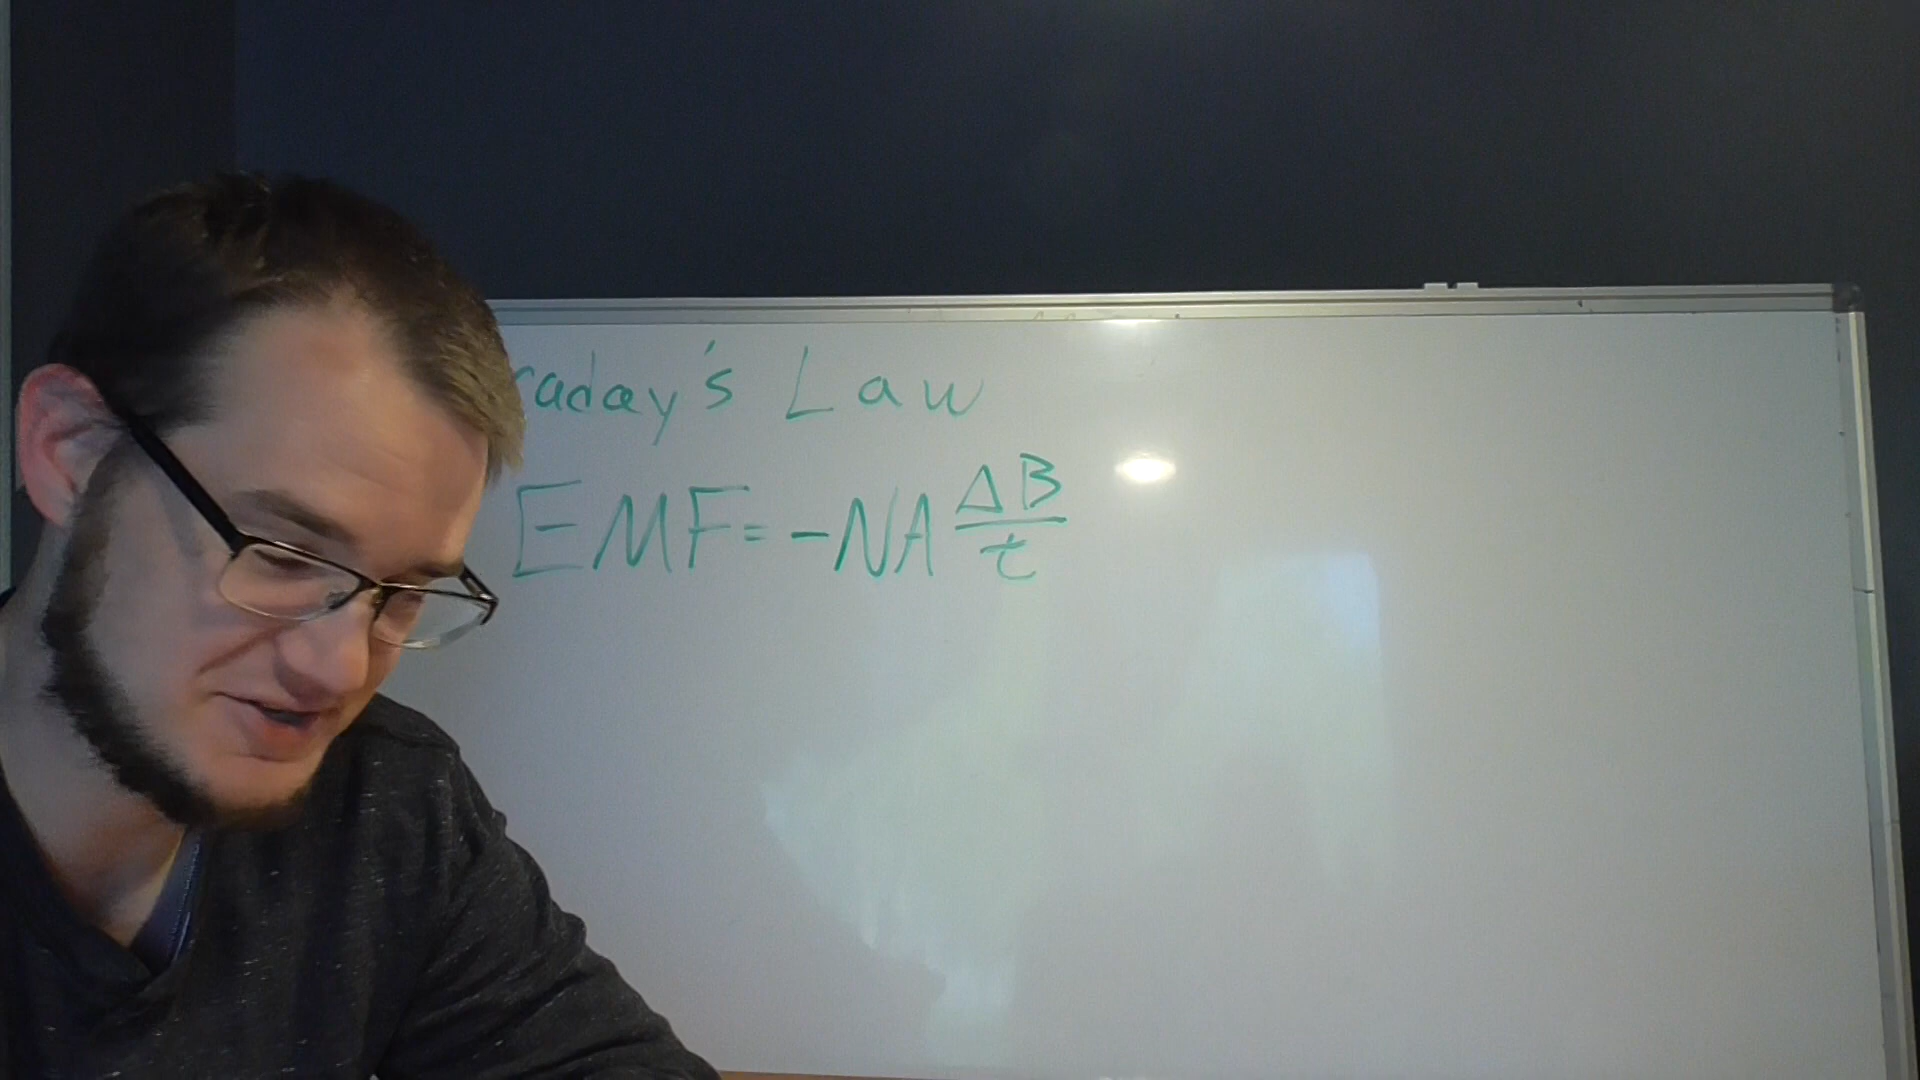 raday's Law
EMF = -NA ΔB/t